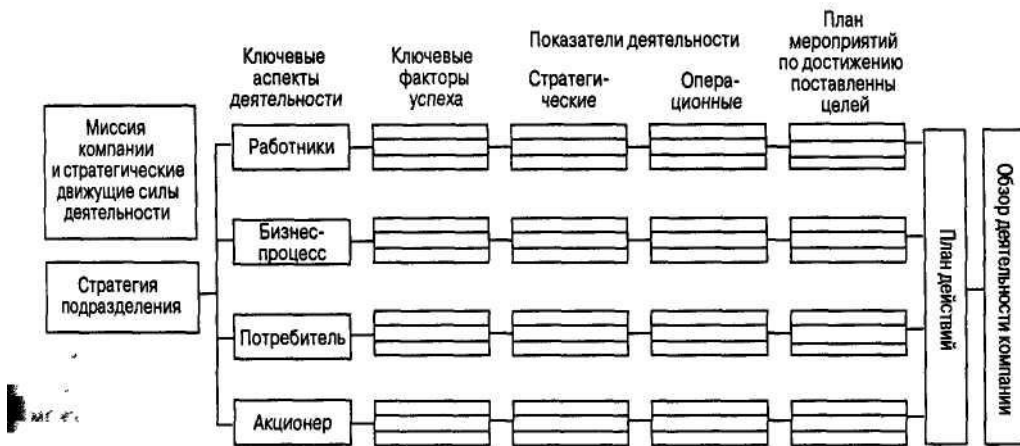 Ключевые
аспекты
деятельности
Ключевые
факторы
успеха
Показатели деятельности
Стратеги-
ческие
Опера-
ционные
План
мероприятий
по достижению
поставленны
целей
Миссия
компании
и стратегические
движущие силы
деятельности
Стратегия
подразделения
Работники
Бизнес-
процесс
Потребитель
Акционер
План действий
Обзор деятельности компании